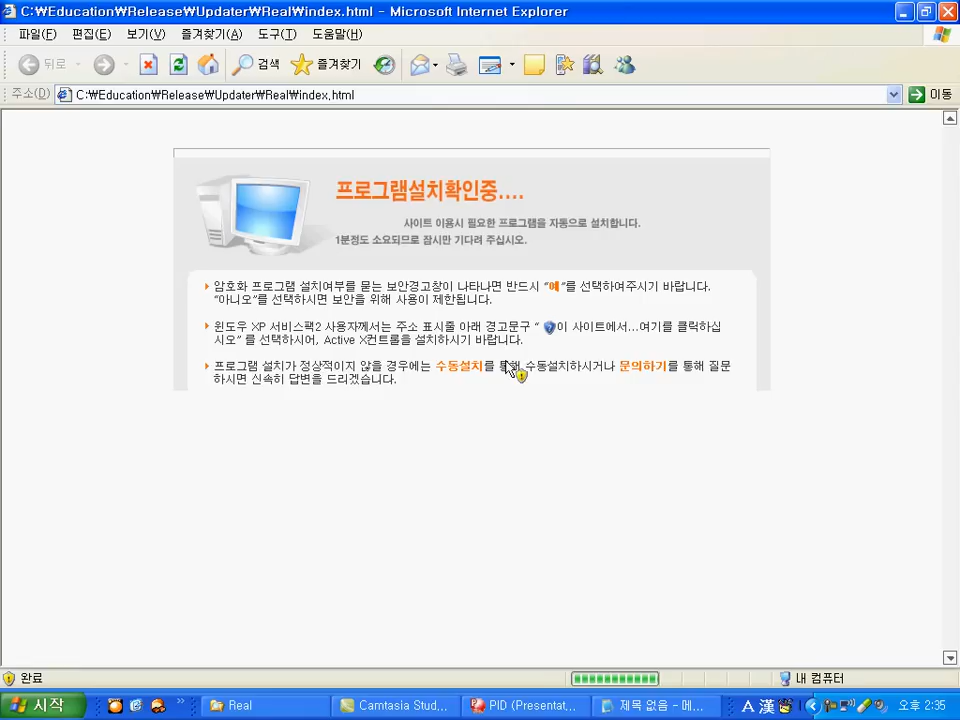 C:₩Education₩Release₩Updater₩Real₩index.html - Microsoft Internet Explorer
파일(F) 편집(E) 보기(V) 즐겨찾기(A) 도구(T) 도움말(H)
뒤로 검색 즐겨찾기
주소(D) C:₩Education₩Release₩Updater₩Real₩index.html 이동
프로그램설치확인중....
사이트 이용시 필요한 프로그램을 자동으로 설치합니다.
1분정도 소요되므로 잠시만 기다려 주십시오.
암호화 프로그램 설치여부를 묻는 보안경고창이 나타나면 반드시 “예”를 선택하여주시기 바랍니다.
“아니오”를 선택하시면 보안을 위해 사용이 제한됩니다.
윈도우 XP 서비스팩2 사용자께서는 주소 표시줄 아래 경고문구 “ 이 사이트에서...여기를 클릭하십
시오” 를 선택하시어, Active X컨트롤을 설치하시기 바랍니다.
프로그램 설치가 정상적이지 않을 경우에는 수동설치를 통해 수동설치하시거나 문의하기를 통해 질문
하시면 신속히 답변을 드리겠습니다.
완료 내 컴퓨터
시작 Real Camtasia Stud... PID (Presentat... 제목 없음 - 메... A 漢 오후 2:35